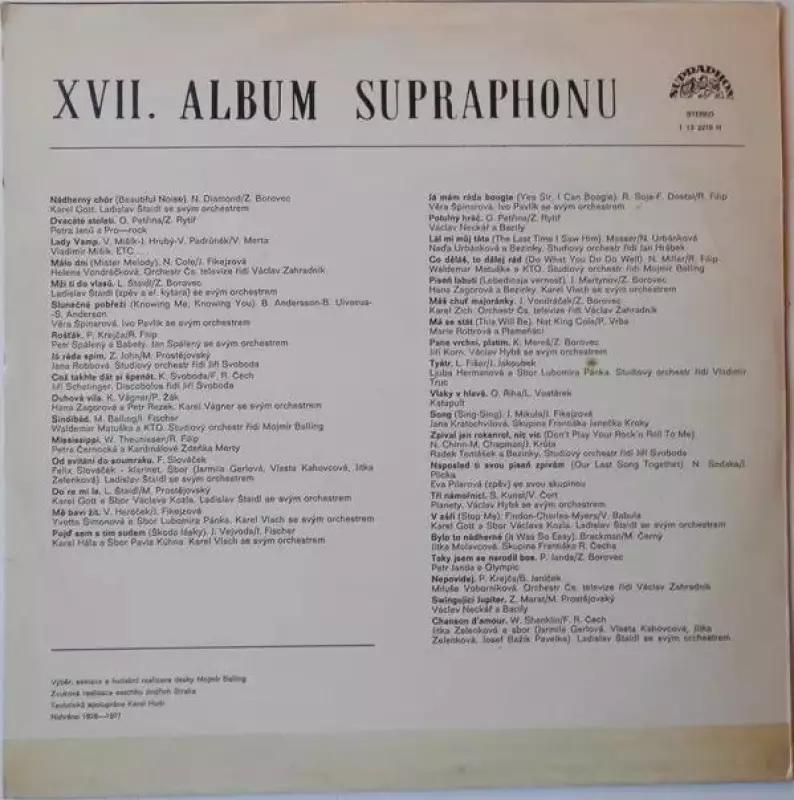 XVII. ALBUM SUPRAPHONU
SUPRAPHON
STEREO
1 13 2219 H
Nádherný chór (Beautiful Noise). N. Diamond/Z. Borovec
Karel Gott. Ladislav Štaidl se svým orchestrem
Dvacáté století. O. Petřina/Z. Rytíř
Petra Janů a Pro—rock
Lady Vamp. V. Mišík-J. Hrubý-V. Padrůněk/V. Merta
Vladimír Mišík. ETC...
Málo dní (Mister Melody). N. Cole/J. Fikejzová
Helena Vondráčková. Orchestr Čs. televize řídí Václav Zahradník
Mží ti do vlasů. L. Štaidl/Z. Borovec
Ladislav Štaidl (zpěv a el. kytara) se svým orchestrem
Slunečné pobřeží (Knowing Me, Knowing You). B. Andersson-B. Ulvaeus-
-S. Anderson
Věra Špinarová. Ivo Pavlík se svým orchestrem
Rošťák. P. Krejča/R. Filip
Petr Spálený a Babety. Jan Spálený se svým orchestrem
Já ráda spím. Z. John/M. Prostějovský
Jana Robbová. Studiový orchestr řídí Jiří Svoboda
Což takhle dát si špenát. K. Svoboda/F. R. Čech
Jiří Schelinger. Discobolos řídí Jiří Svoboda
Duhová víla. K. Vágner/P. Žák
Hana Zagorová a Petr Rezek. Karel Vágner se svým orchestrem
Sindibád. M. Balling/I. Fischer
Waldemar Matuška a KTO. Studiový orchestr řídí Mojmír Balling
Mississippi. W. Theunissen/R. Filip
Petra Černocká a Kardinálové Zdeňka Merty
Od svítání do soumraku. F. Slováček
Felix Slováček - klarinet. Sbor (Jarmila Gerlová, Vlasta Kahovcová, Jitka
Zelenková). Ladislav Štaidl se svým orchestrem
Do re mi la. L. Štaidl/M. Prostějovský
Karel Gott a Sbor Václava Kozla. Ladislav Štaidl se svým orchestrem
Mě baví žít. V. Heroček/J. Fikejzová
Yvetta Simonová a Sbor Lubomíra Pánka. Karel Vlach se svým orchestrem
Pojď sem s tím sudem (Škoda lásky). J. Vejvoda/I. Fischer
Karel Hála a Sbor Pavla Kühna. Karel Vlach se svým orchestrem
Výběr, sestava a hudební realizace desky Mojmír Balling
Zvuková realizace sestřihu Jindřich Straka
Technická spolupráce Karel Hodr
Nahráno 1976—1977
Já mám ráda boogie (Yes Sir, I Can Boogie). R. Soja-F. Dostal/R. Filip
Věra Špinarová. Ivo Pavlík se svým orchestrem
Potulný hráč. O. Petřina/Z. Rytíř
Václav Neckář a Bacily
Lál mi můj táta (The Last Time I Saw Him). Masser/N. Urbánková
Naďa Urbánková a Bezinky. Studiový orchestr řídí Jan Hrábek
Co děláš, to dělej rád (Do What You Do Do Well). N. Miller/R. Filip
Waldemar Matuška a KTO. Studiový orchestr řídí Mojmír Balling
Píseň labutí (Lebedinaja vernosť). J. Martynov/Z. Borovec
Hana Zagorová a Bezinky. Karel Vlach se svým orchestrem
Máš chuť majoránky. J. Vondráček/Z. Borovec
Karel Zich. Orchestr Čs. televize řídí Václav Zahradník
Má se stát (This Will Be). Nat King Cole/P. Vrba
Marie Rottrová a Plameňáci
Pane vrchní, platím. K. Mareš/Z. Borovec
Jiří Korn. Václav Hybš se svým orchestrem
Tyátr. L. Fišer/J. Jakoubek
Ljuba Hermanová a Sbor Lubomíra Pánka. Studiový orchestr řídí Vladimír
Truc
Vlaky v hlavě. O. Říha/L. Vostárek
Katapult
Song (Sing-Sing). J. Mikula/J. Fikejzová
Jana Kratochvílová. Skupina Františka Janečka Kroky
Zpíval jen rokenrol, nic víc (Don't Play Your Rock'n Roll To Me)
N. Chinn-M. Chapman/J. Krůta
Radek Tomášek a Bezinky. Studiový orchestr řídí Jiří Svoboda
Naposled ti svou píseň zpívám (Our Last Song Together). N. Sedaka/J.
Plicka
Eva Pilarová (zpěv) se svou skupinou
Tři námořníci. S. Kunst/V. Čort
Planety. Václav Hybš se svým orchestrem
V září (Stop Me). Findon-Charles-Myers/V. Babula
Karel Gott a Sbor Václava Kozla. Ladislav Štaidl se svým orchestrem
Bylo to nádherné (It Was So Easy). Brackman/M. Černý
Jitka Molavcová. Skupina Františka R. Čecha
Taky jsem se narodil bos. P. Janda/Z. Borovec
Petr Janda a Olympic
Nepovídej. P. Krejča/B. Janíček
Miluše Voborníková. Orchestr Čs. televize řídí Václav Zahradník
Swingující Jupiter. Z. Marat/M. Prostějovský
Václav Neckář a Bacily
Chanson d'amour. W. Shanklin/F. R. Čech
Jitka Zelenková a sbor (Jarmila Gerlová, Vlasta Kahovcová, Jitka
Zelenková, Josef Bažík Pavelka). Ladislav Štaidl se svým orchestrem